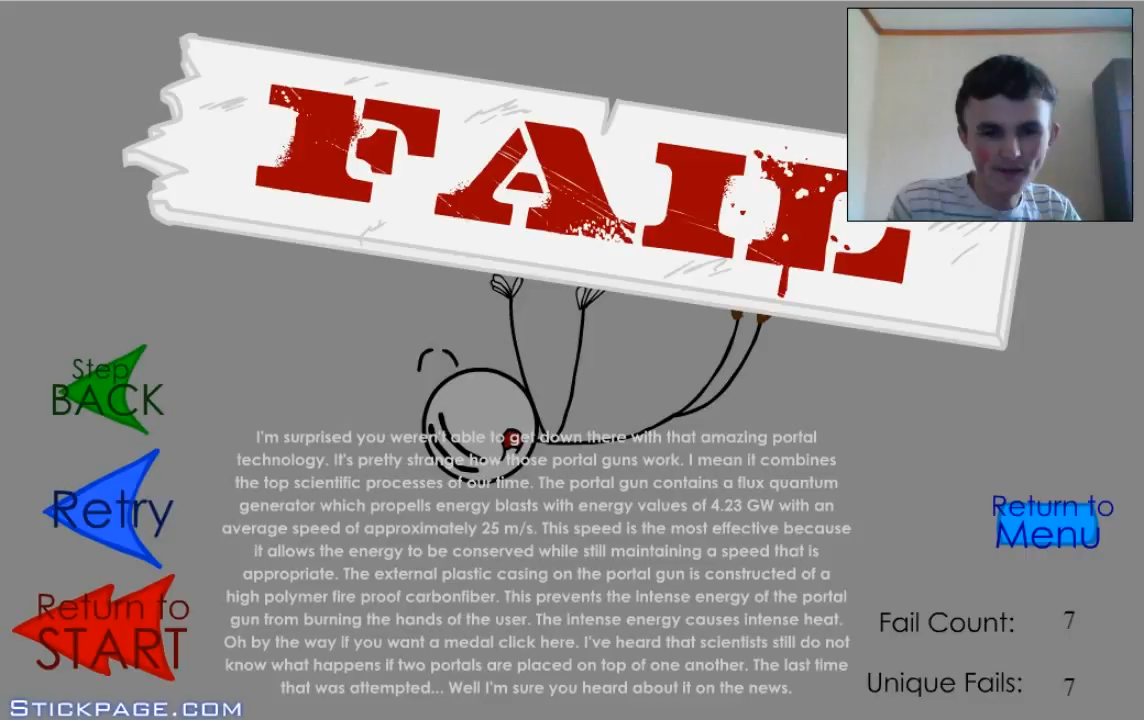 FAIL
Step
BACK
Retry
Return to
START
I'm surprised you weren't able to get down there with that amazing portal
technology. It's pretty strange how those portal guns work. I mean it combines
the top scientific processes of our time. The portal gun contains a flux quantum
generator which propells energy blasts with energy values of 4.23 GW with an
average speed of approximately 25 m/s. This speed is the most effective because
it allows the energy to be conserved while still maintaining a speed that is
appropriate. The external plastic casing on the portal gun is constructed of a
high polymer fire proof carbonfiber. This prevents the intense energy of the portal
gun from burning the hands of the user. The intense energy causes intense heat.
Oh by the way if you want a medal click here. I've heard that scientists still do not
know what happens if two portals are placed on top of one another. The last time
that was attempted... Well I'm sure you heard about it on the news.
Return to
Menu
Fail Count: 7
Unique Fails: 7
STICKPAGE.COM